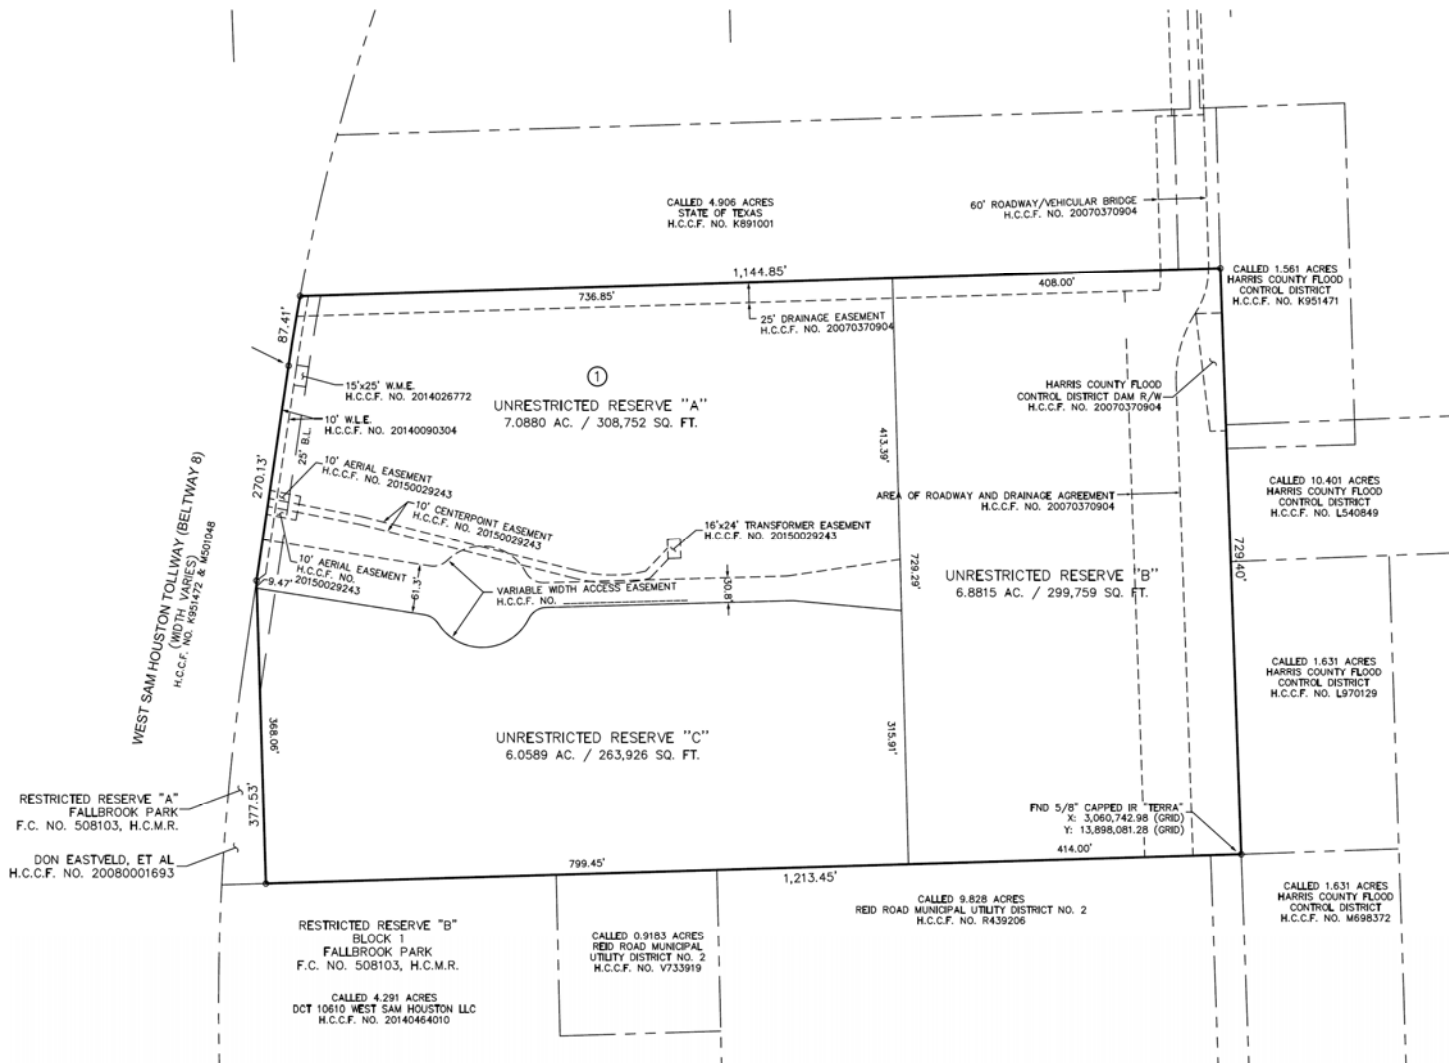 CALLED 4.906 ACRES
STATE OF TEXAS
H.C.C.F. NO. K891001
60' ROADWAY/VEHICULAR BRIDGE
H.C.C.F. NO. 20070370904
1,144.85'
736.85'
408.00'
CALLED 1.561 ACRES
HARRIS COUNTY FLOOD
CONTROL DISTRICT
H.C.C.F. NO. K951471
87.41'
25' DRAINAGE EASEMENT
H.C.C.F. NO. 20070370904
1
15'x25' W.M.E.
H.C.C.F. NO. 2014026772
HARRIS COUNTY FLOOD
CONTROL DISTRICT DAM R/W
H.C.C.F. NO. 20070370904
UNRESTRICTED RESERVE "A"
7.0880 AC. / 308,752 SQ. FT.
10' W.L.E.
H.C.C.F. NO. 20140090304
25' B.L.
413.39'
270.13'
10' AERIAL EASEMENT
H.C.C.F. NO. 20150029243
10' CENTERPOINT EASEMENT
H.C.C.F. NO. 20150029243
AREA OF ROADWAY AND DRAINAGE AGREEMENT
H.C.C.F. NO. 20070370904
CALLED 10.401 ACRES
HARRIS COUNTY FLOOD
CONTROL DISTRICT
H.C.C.F. NO. L540849
16'x24' TRANSFORMER EASEMENT
H.C.C.F. NO. 20150029243
WEST SAM HOUSTON TOLLWAY (BELTWAY 8)
(WIDTH VARIES)
H.C.C.F. NO. K951472 & M501048
10' AERIAL EASEMENT
H.C.C.F. NO.
20150029243
9.47'
61.3'
VARIABLE WIDTH ACCESS EASEMENT
H.C.C.F. NO.
30.8'
729.29'
UNRESTRICTED RESERVE "B"
6.8815 AC. / 299,759 SQ. FT.
729.40'
CALLED 1.631 ACRES
HARRIS COUNTY FLOOD
CONTROL DISTRICT
H.C.C.F. NO. L970129
368.06'
UNRESTRICTED RESERVE "C"
6.0589 AC. / 263,926 SQ. FT.
315.91'
377.53'
RESTRICTED RESERVE "A"
FALLBROOK PARK
F.C. NO. 508103, H.C.M.R.
FND 5/8" CAPPED IR "TERRA"
X: 3,060,742.98 (GRID)
Y: 13,898,081.28 (GRID)
DON EASTVELD, ET AL
H.C.C.F. NO. 20080001693
799.45'
1,213.45'
414.00'
CALLED 9.828 ACRES
REID ROAD MUNICIPAL UTILITY DISTRICT NO. 2
H.C.C.F. NO. R439206
CALLED 1.631 ACRES
HARRIS COUNTY FLOOD
CONTROL DISTRICT
H.C.C.F. NO. M698372
RESTRICTED RESERVE "B"
BLOCK 1
FALLBROOK PARK
F.C. NO. 508103, H.C.M.R.
CALLED 0.9183 ACRES
REID ROAD MUNICIPAL
UTILITY DISTRICT NO. 2
H.C.C.F. NO. V733919
CALLED 4.291 ACRES
DCT 10610 WEST SAM HOUSTON LLC
H.C.C.F. NO. 20140464010